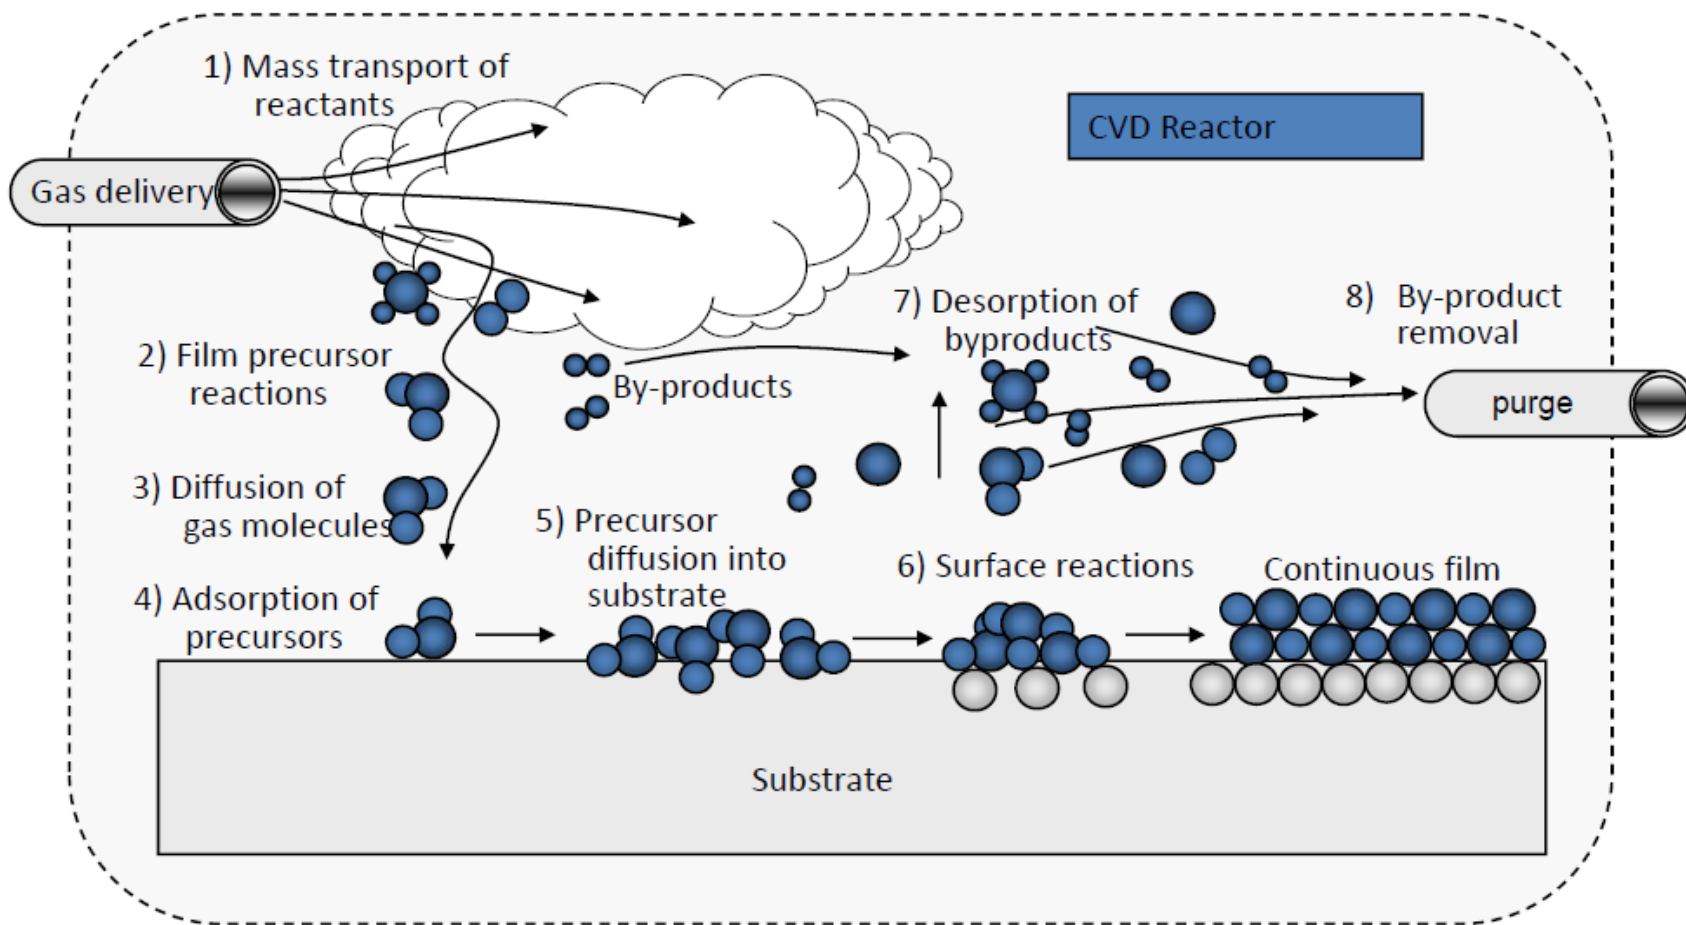 1) Mass transport of
reactants
CVD Reactor
Gas delivery
2) Film precursor
reactions
By-products
7) Desorption of
byproducts
8) By-product
removal
purge
3) Diffusion of
gas molecules
4) Adsorption of
precursors
5) Precursor
diffusion into
substrate
6) Surface reactions
Continuous film
Substrate